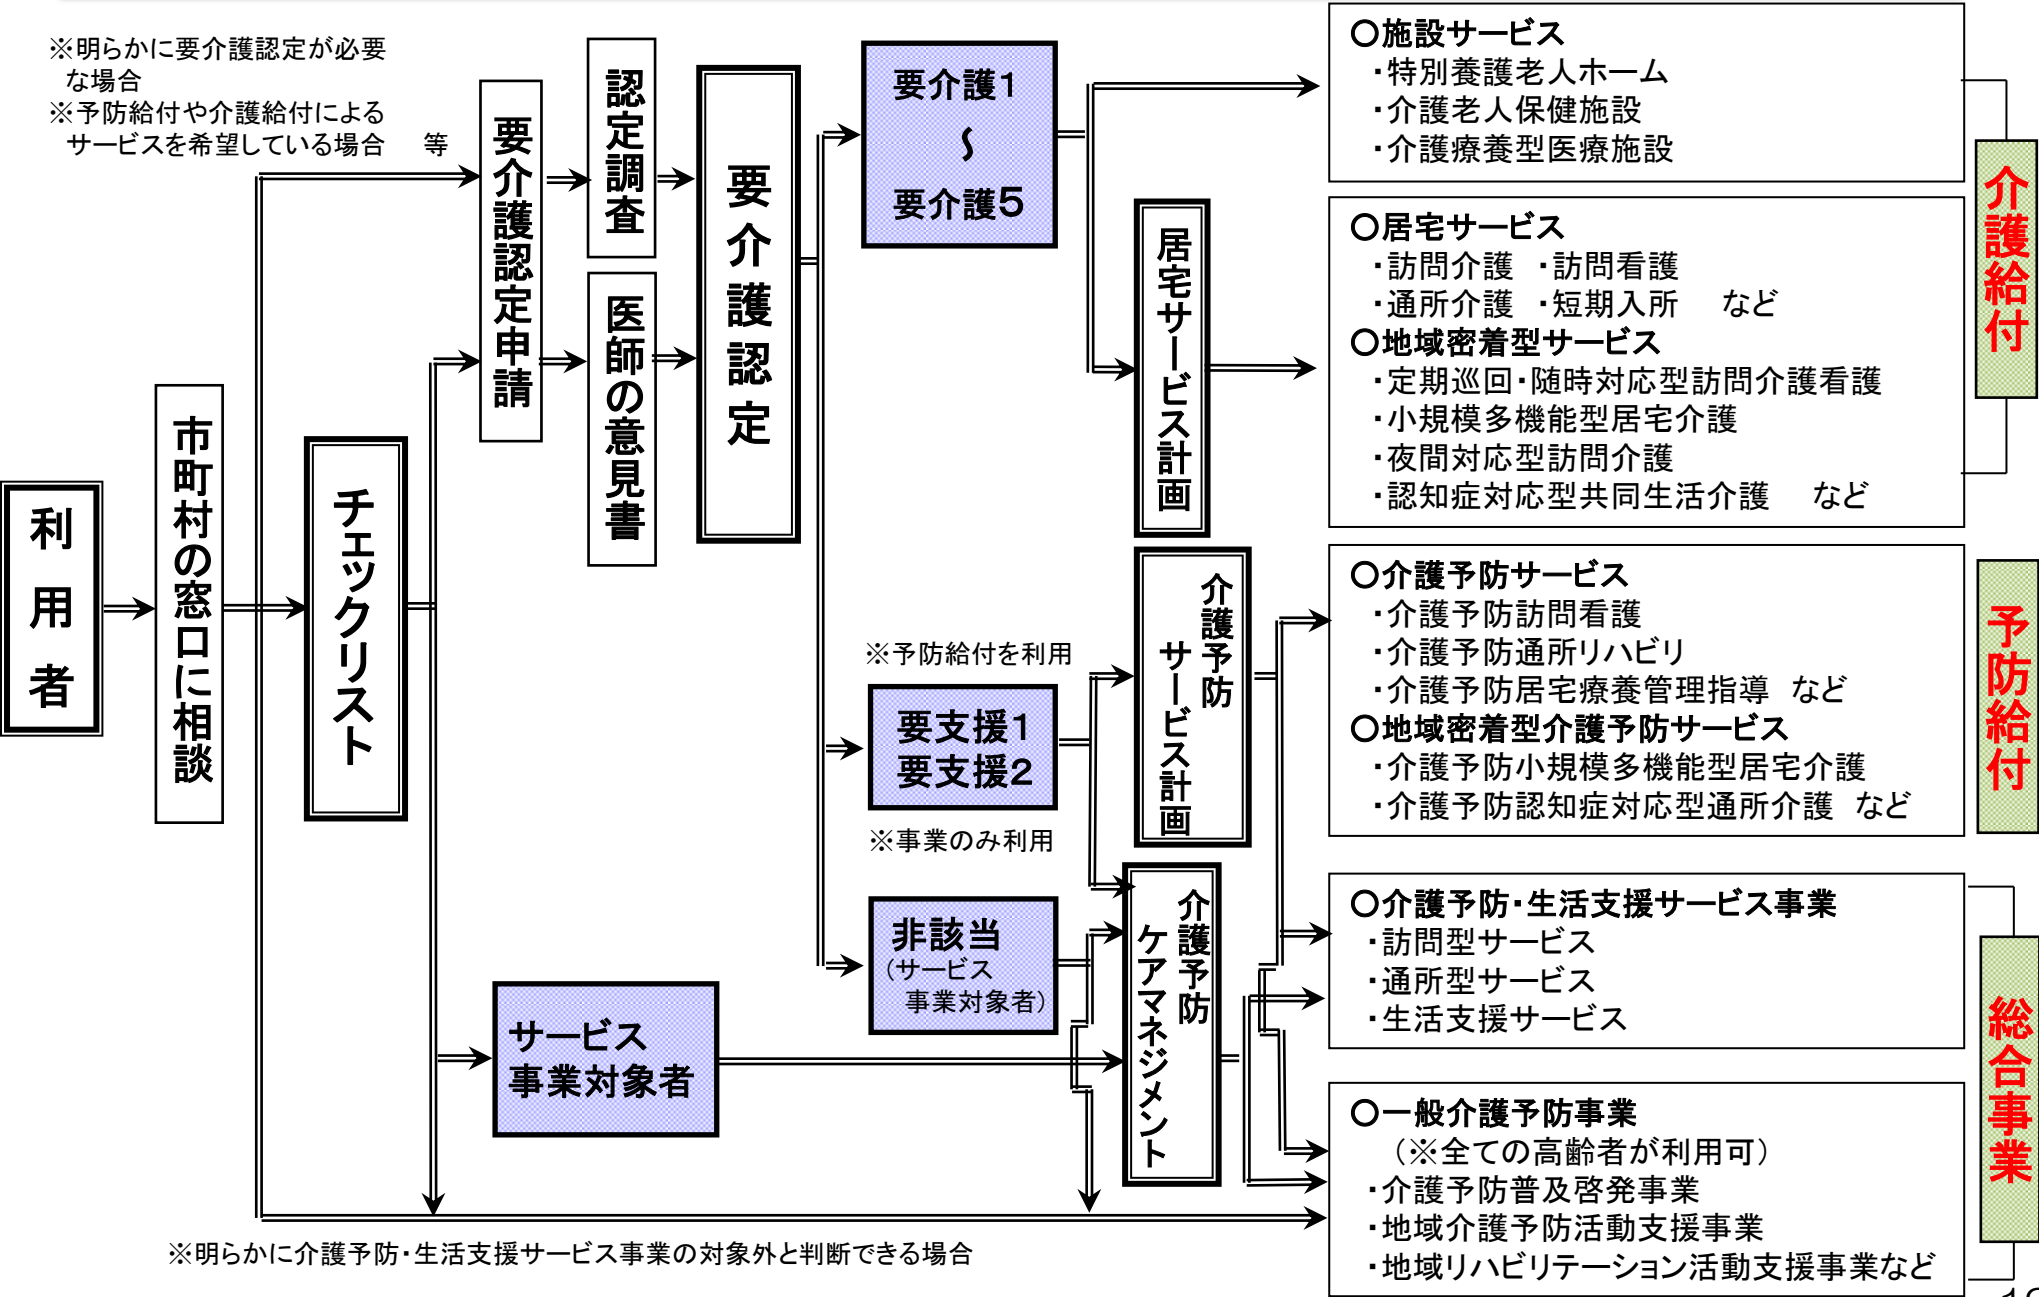 ※明らかに要介護認定が必要
な場合
※予防給付や介護給付による
サービスを希望している場合　等
利用者
市町村の窓口に相談
チェックリスト
要介護認定申請
認定調査
医師の意見書
要介護認定
要介護1
～
要介護5
※予防給付を利用
要支援1
要支援2
※事業のみ利用
非該当
(サービス
事業対象者)
サービス
事業対象者
居宅サービス計画
介護予防
サービス計画
介護予防
ケアマネジメント
○施設サービス
・特別養護老人ホーム
・介護老人保健施設
・介護療養型医療施設
○居宅サービス
・訪問介護　・訪問看護
・通所介護　・短期入所　など
○地域密着型サービス
・定期巡回・随時対応型訪問介護看護
・小規模多機能型居宅介護
・夜間対応型訪問介護
・認知症対応型共同生活介護　など
介護給付
○介護予防サービス
・介護予防訪問看護
・介護予防通所リハビリ
・介護予防居宅療養管理指導　など
○地域密着型介護予防サービス
・介護予防小規模多機能型居宅介護
・介護予防認知症対応型通所介護　など
予防給付
○介護予防・生活支援サービス事業
・訪問型サービス
・通所型サービス
・生活支援サービス
○一般介護予防事業
(※全ての高齢者が利用可)
・介護予防普及啓発事業
・地域介護予防活動支援事業
・地域リハビリテーション活動支援事業など
総合事業
※明らかに介護予防・生活支援サービス事業の対象外と判断できる場合